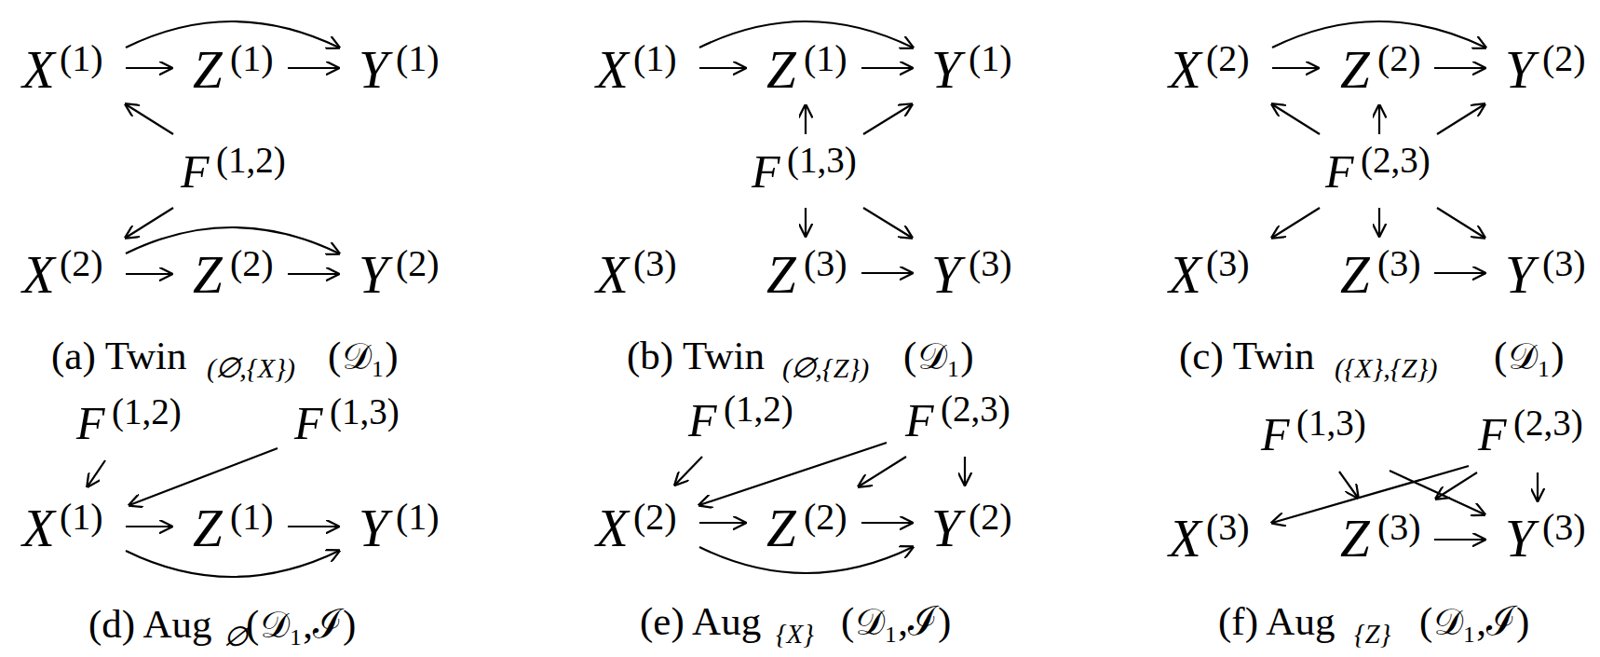 X (1) Z (1) Y (1) X (1) Z (1) Y (1) X (2) Z (2) Y (2)
F (1,2) F (1,3) F (2,3)
X (2) Z (2) Y (2) X (3) Z (3) Y (3) X (3) Z (3) Y (3)
(a) Twin (∅,{X}) (𝒟₁) (b) Twin (∅,{Z}) (𝒟₁) (c) Twin ({X},{Z}) (𝒟₁)
F (1,2) F (1,3) F (1,2) F (2,3) F (1,3) F (2,3)
X (1) Z (1) Y (1) X (2) Z (2) Y (2) X (3) Z (3) Y (3)
(d) Aug ∅(𝒟₁,ℐ) (e) Aug {X} (𝒟₁,ℐ) (f) Aug {Z} (𝒟₁,ℐ)